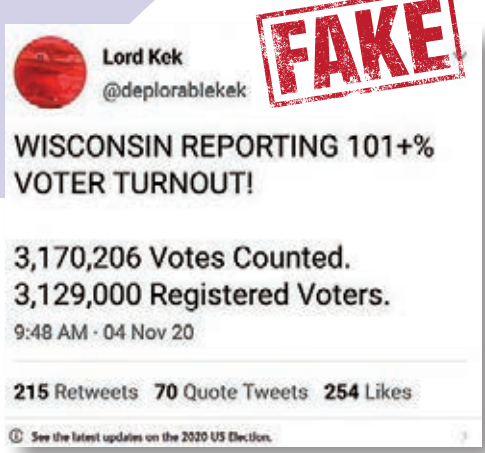 FAKE
Lord Kek
@deplorablekek
WISCONSIN REPORTING 101+%
VOTER TURNOUT!
3,170,206 Votes Counted.
3,129,000 Registered Voters.
9:48 AM · 04 Nov 20
215 Retweets 70 Quote Tweets 254 Likes
See the latest updates on the 2020 US Election.